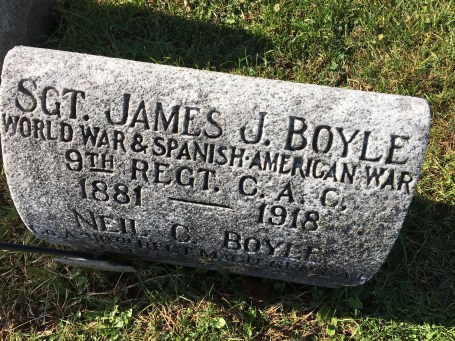 SGT. JAMES J. BOYLE
WORLD WAR & SPANISH-AMERICAN WAR
9TH REGT. C. A. C.
1881 — 1918
NEIL C. BOYLE